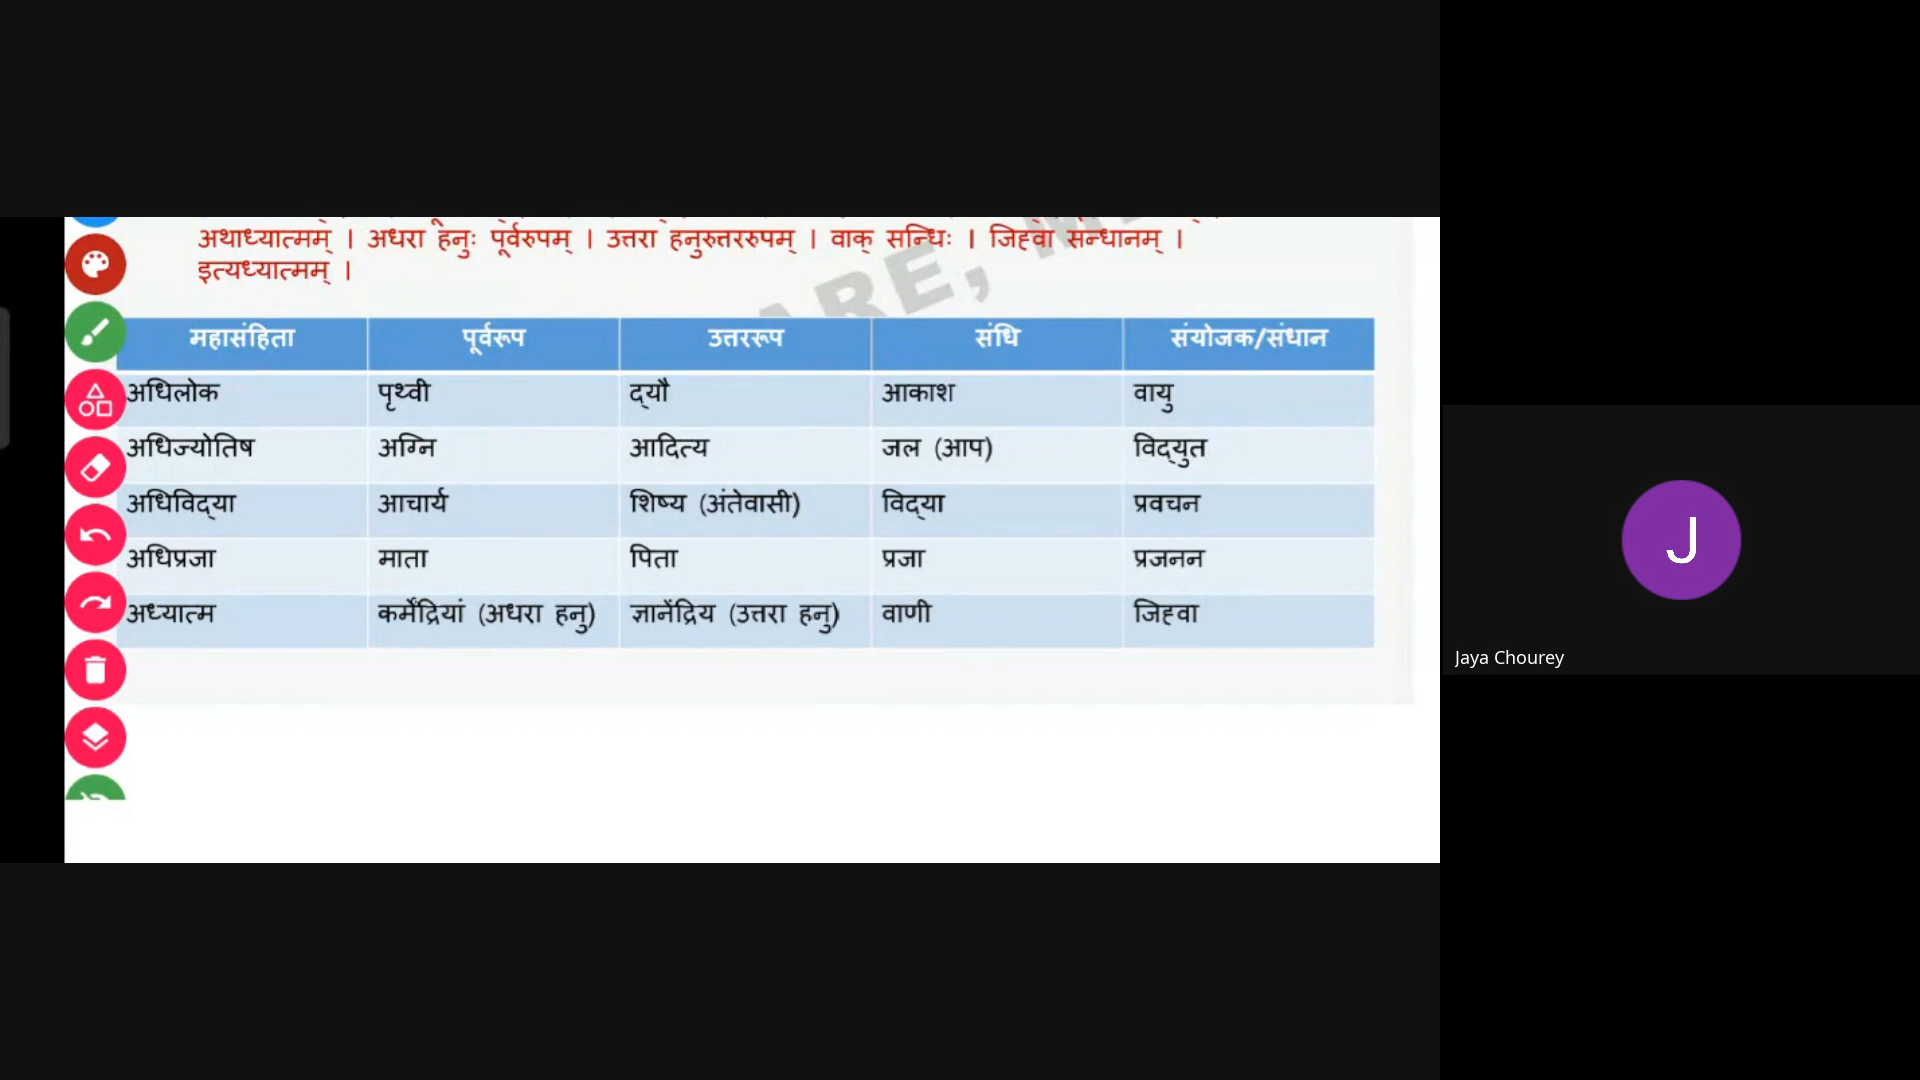 अथाध्यात्मम् । अधरा हनुः पूर्वरुपम् । उत्तरा हनुरुत्तररुपम् । वाक् सन्धिः । जिह्वा सन्धानम् ।
इत्यध्यात्मम् ।
ARE, M
महासंहिता पूर्वरूप उत्तररूप संधि संयोजक/संधान
अधिलोक पृथ्वी द्यौ आकाश वायु
अधिज्योतिष अग्नि आदित्य जल (आप) विद्युत
अधिविद्या आचार्य शिष्य (अंतेवासी) विद्या प्रवचन
अधिप्रजा माता पिता प्रजा प्रजनन
अध्यात्म कर्मेंद्रियां (अधरा हनु) ज्ञानेंद्रिय (उत्तरा हनु) वाणी जिह्वा
J
Jaya Chourey